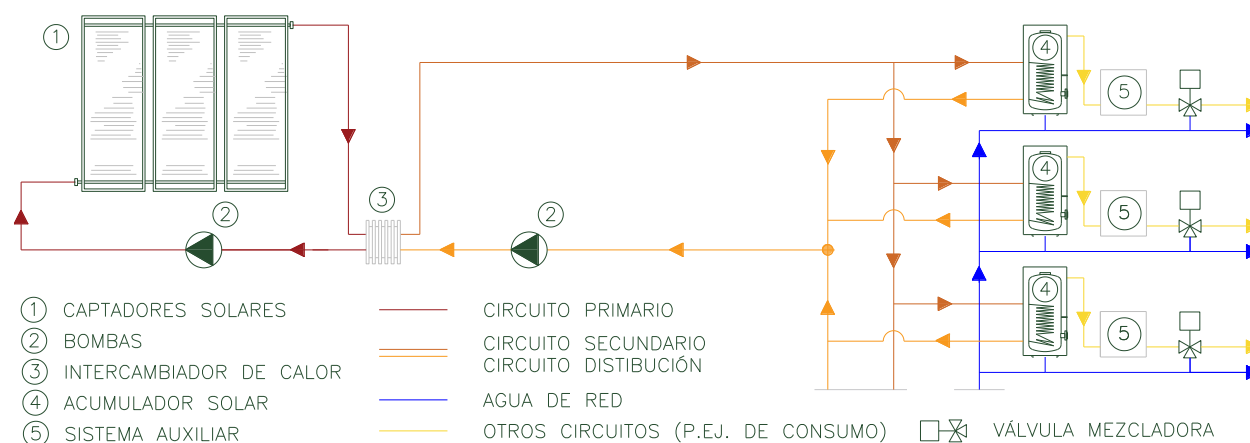 1
2
3
2
4
5
4
5
4
5
1 CAPTADORES SOLARES
2 BOMBAS
3 INTERCAMBIADOR DE CALOR
4 ACUMULADOR SOLAR
5 SISTEMA AUXILIAR
CIRCUITO PRIMARIO
CIRCUITO SECUNDARIO
CIRCUITO DISTIBUCIÓN
AGUA DE RED
OTROS CIRCUITOS (P.EJ. DE CONSUMO)
VÁLVULA MEZCLADORA